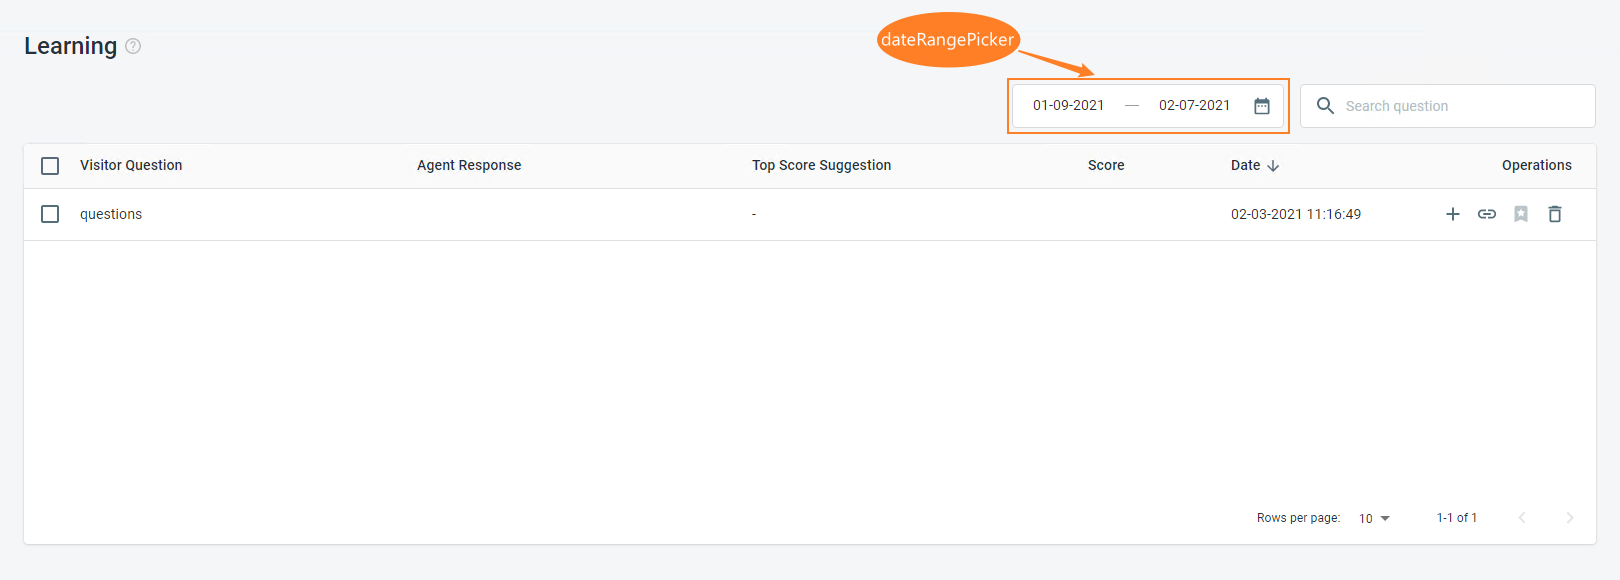 dateRangePicker
Learning ?
01-09-2021 — 02-07-2021
Search question
Visitor Question Agent Response Top Score Suggestion Score Date Operations
questions - 02-03-2021 11:16:49
Rows per page: 10 1-1 of 1